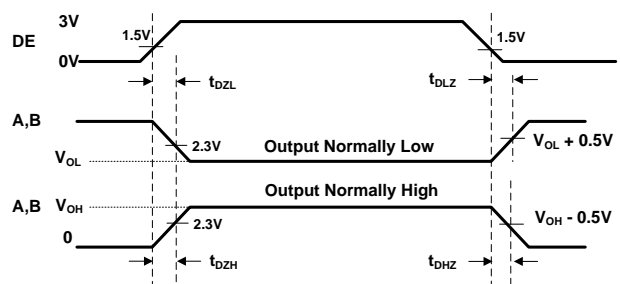 3V
DE
1.5V
1.5V
0V
tDZL
tDLZ
A,B
2.3V
Output Normally Low
VOL + 0.5V
VOL
Output Normally High
A,B
VOH
2.3V
VOH - 0.5V
0
tDZH
tDHZ